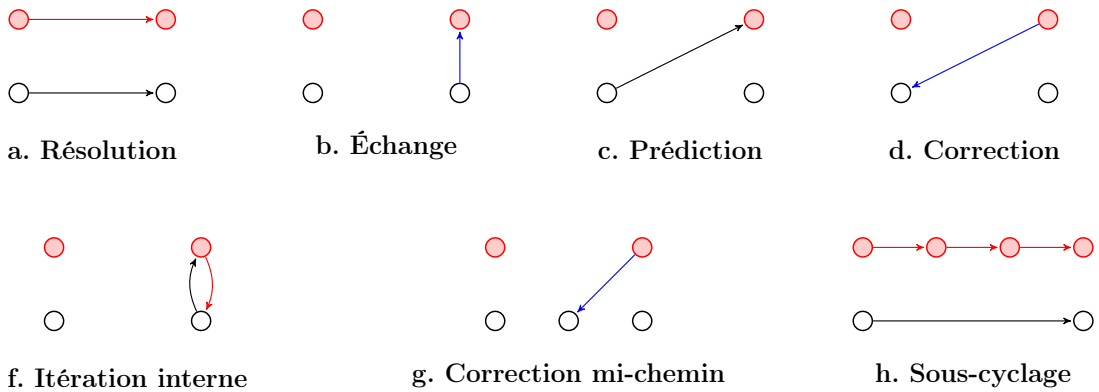 a. Résolution
b. Échange
c. Prédiction
d. Correction
f. Itération interne
g. Correction mi-chemin
h. Sous-cyclage